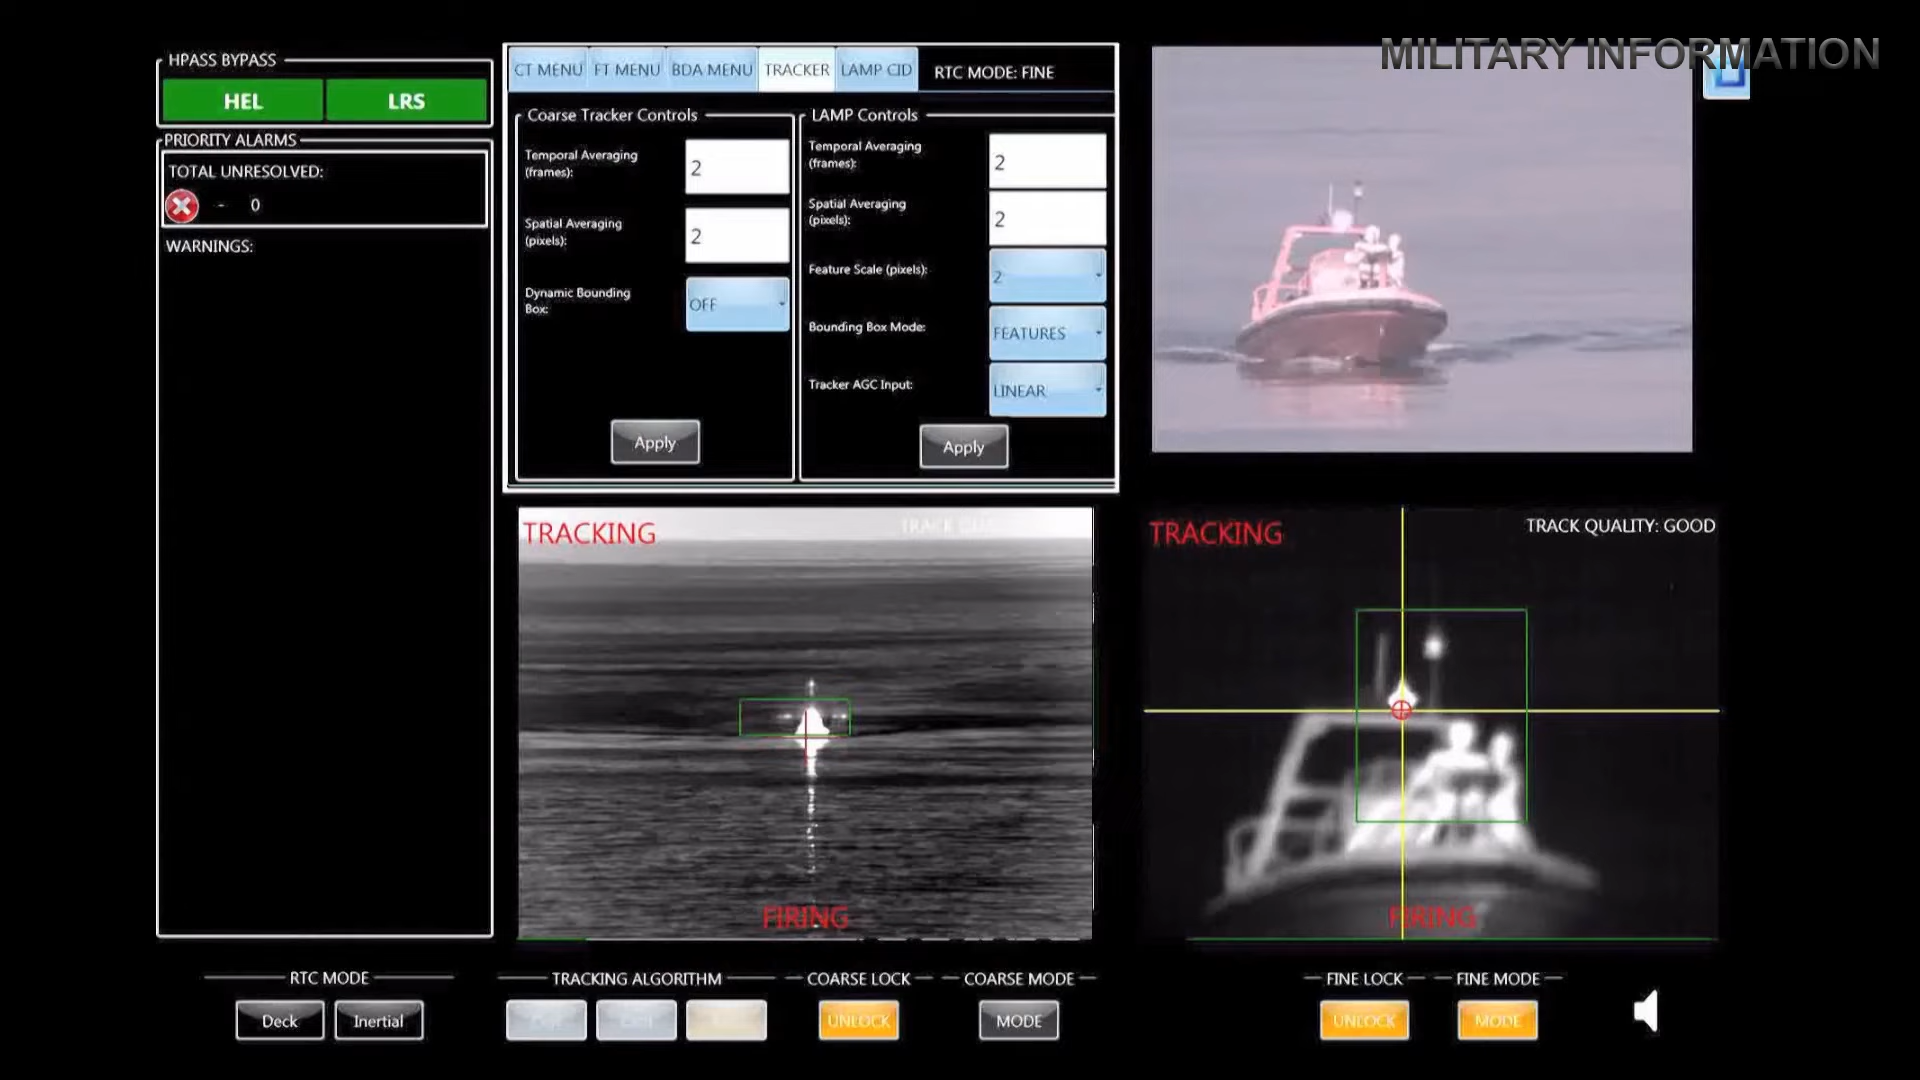 MILITARY INFORMATION
HPASS BYPASS
HEL
LRS
PRIORITY ALARMS
TOTAL UNRESOLVED:
- 0
WARNINGS:
CT MENU
FT MENU
BDA MENU
TRACKER
LAMP CID
RTC MODE: FINE
Coarse Tracker Controls
Temporal Averaging
(frames):
2
Spatial Averaging
(pixels):
2
Dynamic Bounding
Box:
OFF
Apply
LAMP Controls
Temporal Averaging
(frames):
2
Spatial Averaging
(pixels):
2
Feature Scale (pixels):
2
Bounding Box Mode:
FEATURES
Tracker AGC Input:
LINEAR
Apply
TRACKING
FIRING
TRACKING
TRACK QUALITY: GOOD
FIRING
RTC MODE
Deck
Inertial
TRACKING ALGORITHM
COARSE LOCK
UNLOCK
COARSE MODE
MODE
FINE LOCK
UNLOCK
FINE MODE
MODE